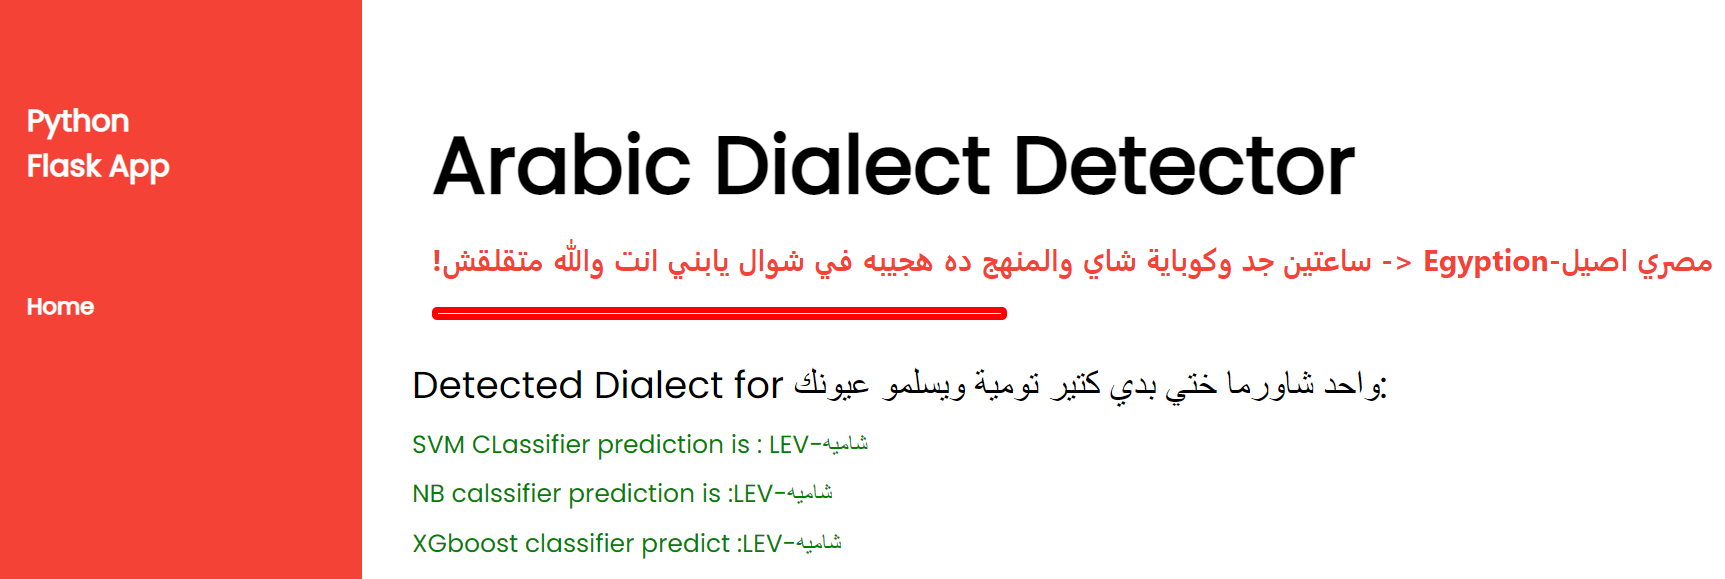 Python
Flask App
Home
Arabic Dialect Detector
مصري اصيل-Egyption <- ساعتين جد وكوباية شاي والمنهج ده هجيبه في شوال يابني انت والله متقلقش!
Detected Dialect for واحد شاورما ختي بدي كتير تومية ويسلمو عيونك:
SVM CLassifier prediction is : LEV-شاميه
NB calssifier prediction is :LEV-شاميه
XGboost classifier predict :LEV-شاميه